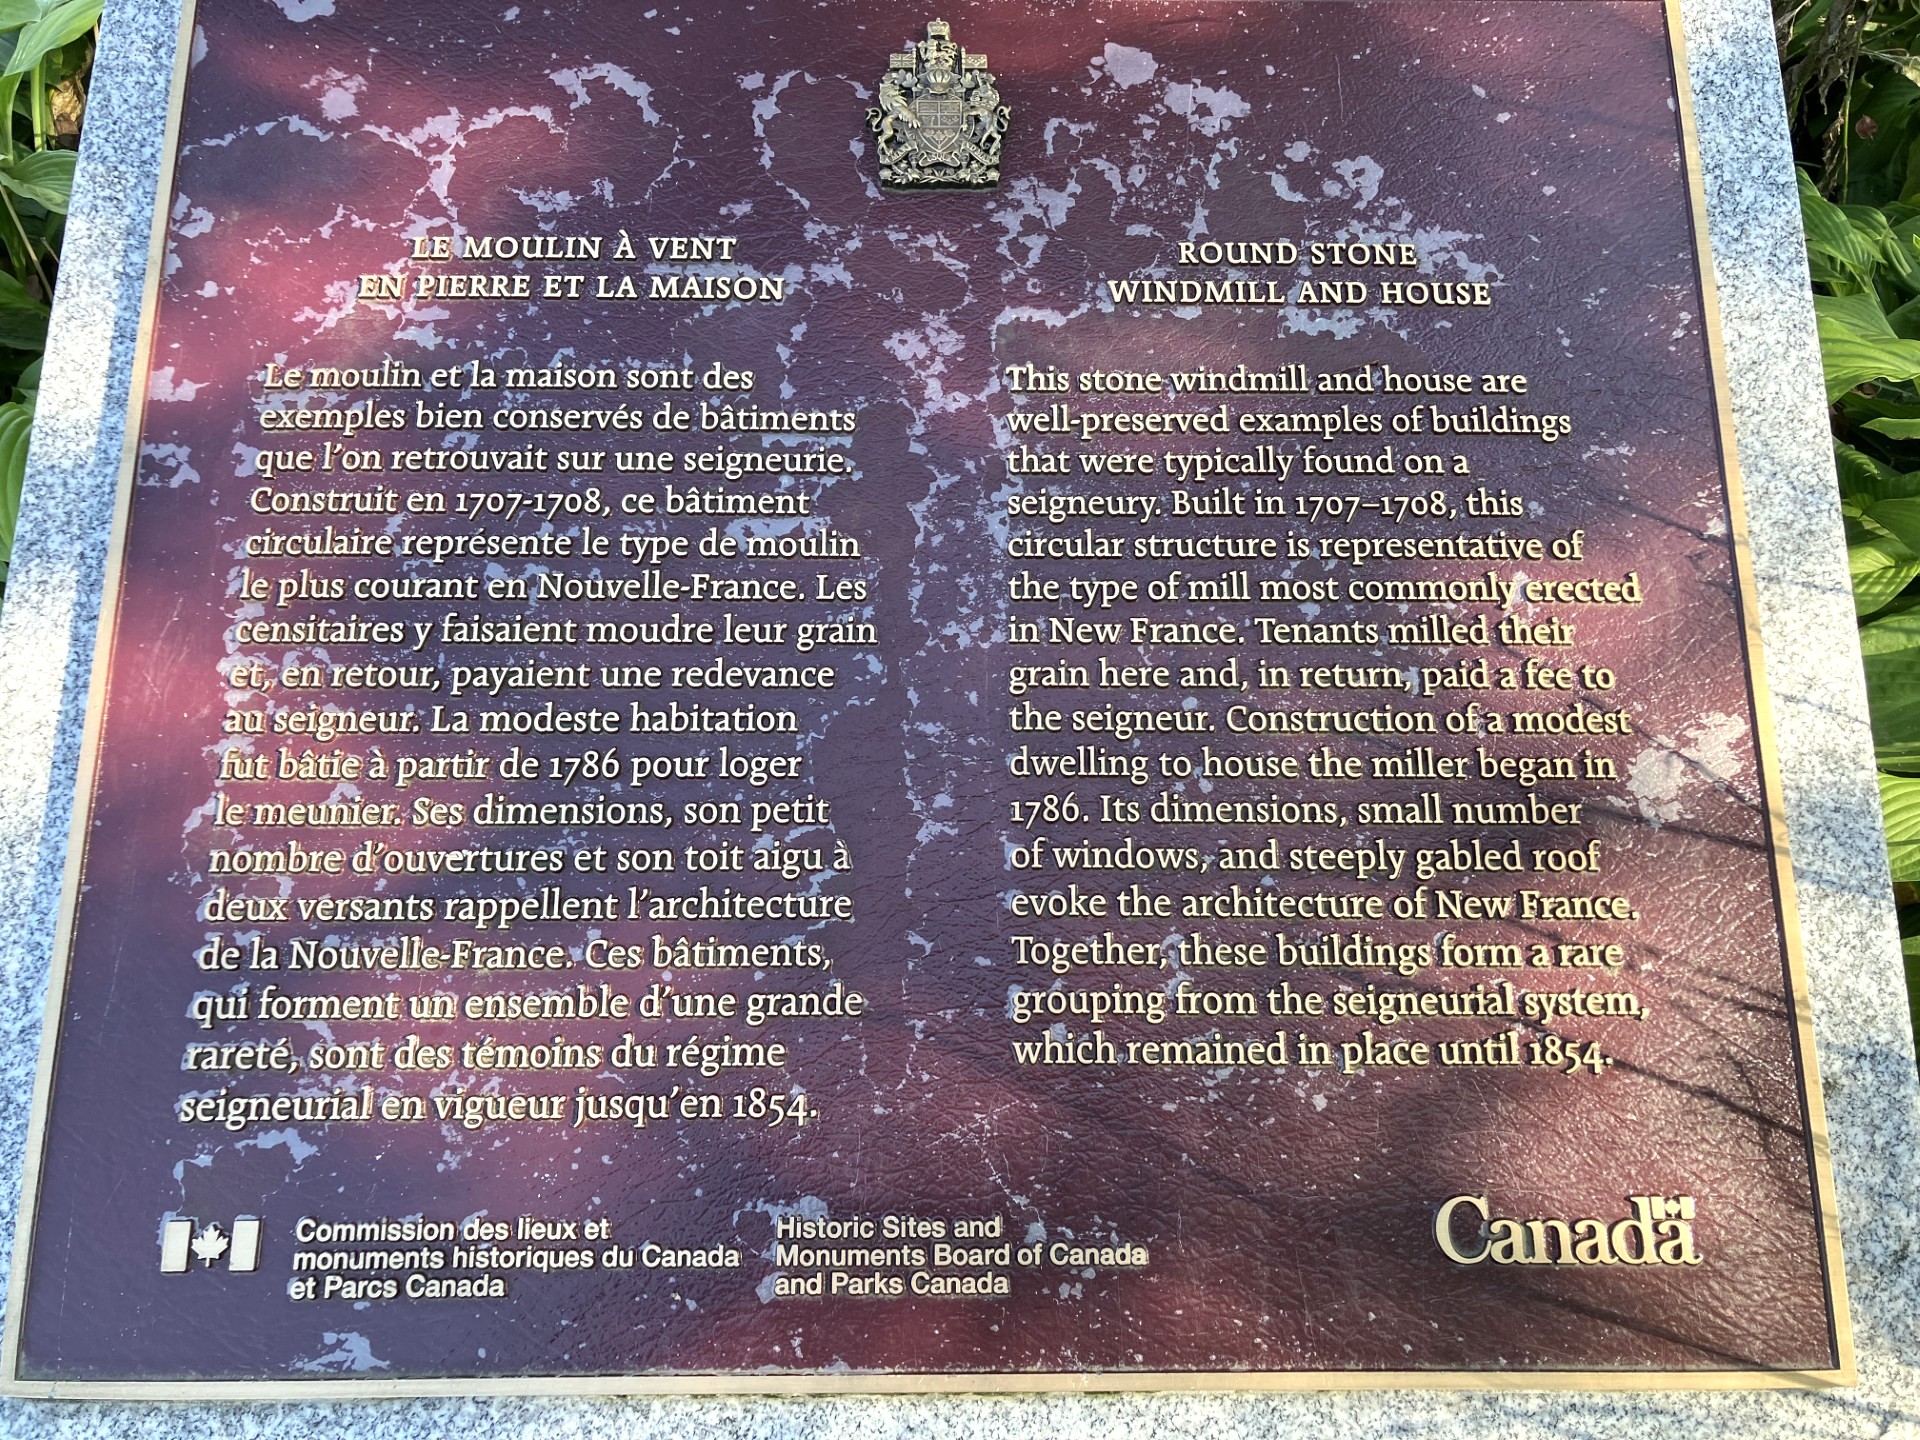 LE MOULIN À VENT
EN PIERRE ET LA MAISON
Le moulin et la maison sont des
exemples bien conservés de bâtiments
que l'on retrouvait sur une seigneurie.
Construit en 1707-1708, ce bâtiment
circulaire représente le type de moulin
le plus courant en Nouvelle-France. Les
censitaires y faisaient moudre leur grain
et, en retour, payaient une redevance
au seigneur. La modeste habitation
fut bâtie à partir de 1786 pour loger
le meunier. Ses dimensions, son petit
nombre d'ouvertures et son toit aigu à
deux versants rappellent l'architecture
de la Nouvelle-France. Ces bâtiments,
qui forment un ensemble d'une grande
rareté, sont des témoins du régime
seigneurial en vigueur jusqu'en 1854.
ROUND STONE
WINDMILL AND HOUSE
This stone windmill and house are
well-preserved examples of buildings
that were typically found on a
seigneury. Built in 1707–1708, this
circular structure is representative of
the type of mill most commonly erected
in New France. Tenants milled their
grain here and, in return, paid a fee to
the seigneur. Construction of a modest
dwelling to house the miller began in
1786. Its dimensions, small number
of windows, and steeply gabled roof
evoke the architecture of New France.
Together, these buildings form a rare
grouping from the seigneurial system,
which remained in place until 1854.
Commission des lieux et
monuments historiques du Canada
et Parcs Canada
Historic Sites and
Monuments Board of Canada
and Parks Canada
Canada